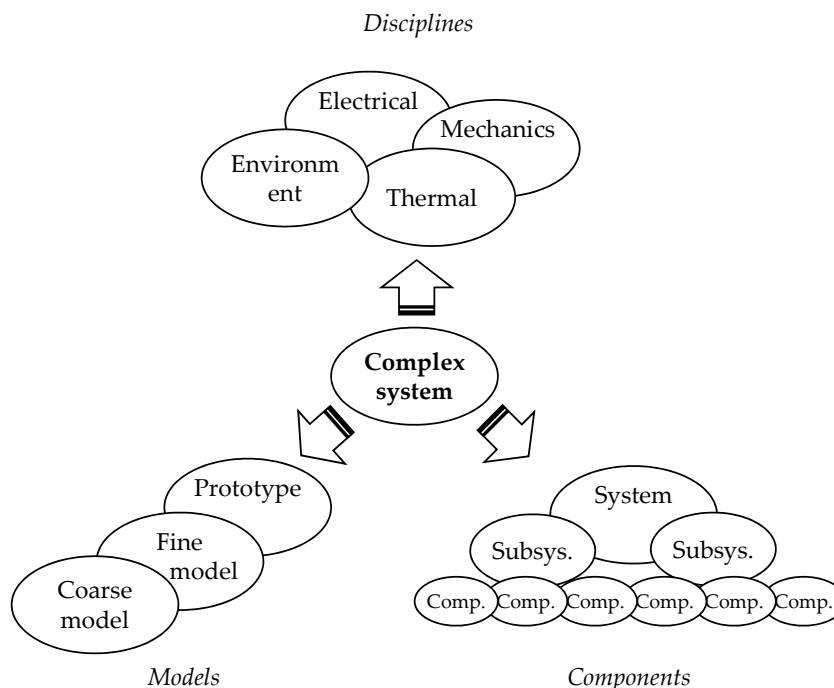 Disciplines
Electrical
Mechanics
Environm
ent
Thermal
Complex
system
Prototype
Fine
model
Coarse
model
Models
System
Subsys.
Subsys.
Comp.
Comp.
Comp.
Comp.
Comp.
Comp.
Components